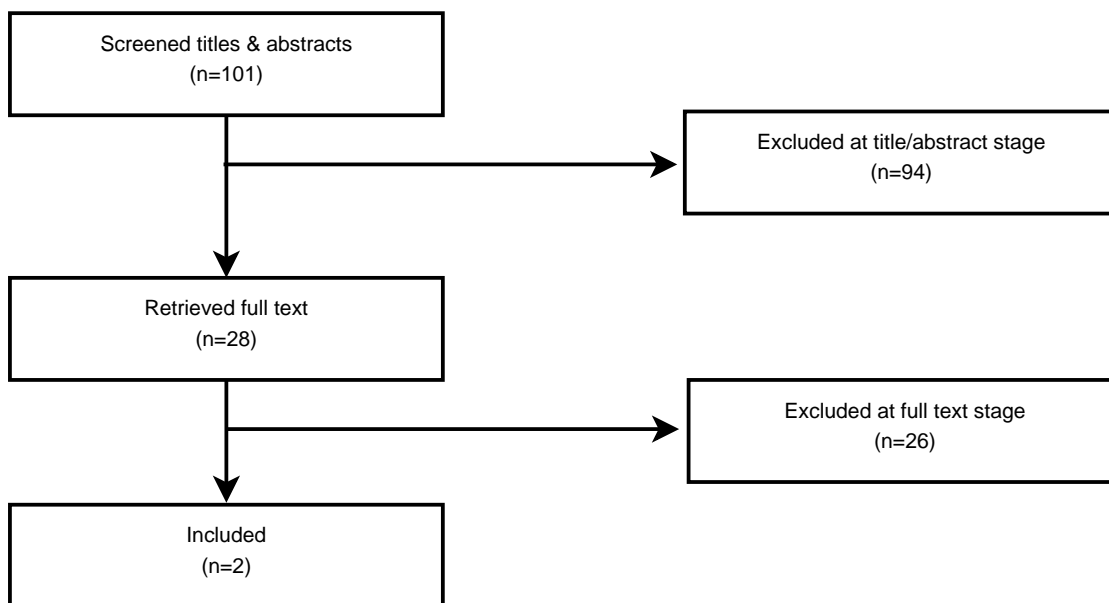 Screened titles & abstracts
(n=101)
Excluded at title/abstract stage
(n=94)
Retrieved full text
(n=28)
Excluded at full text stage
(n=26)
Included
(n=2)